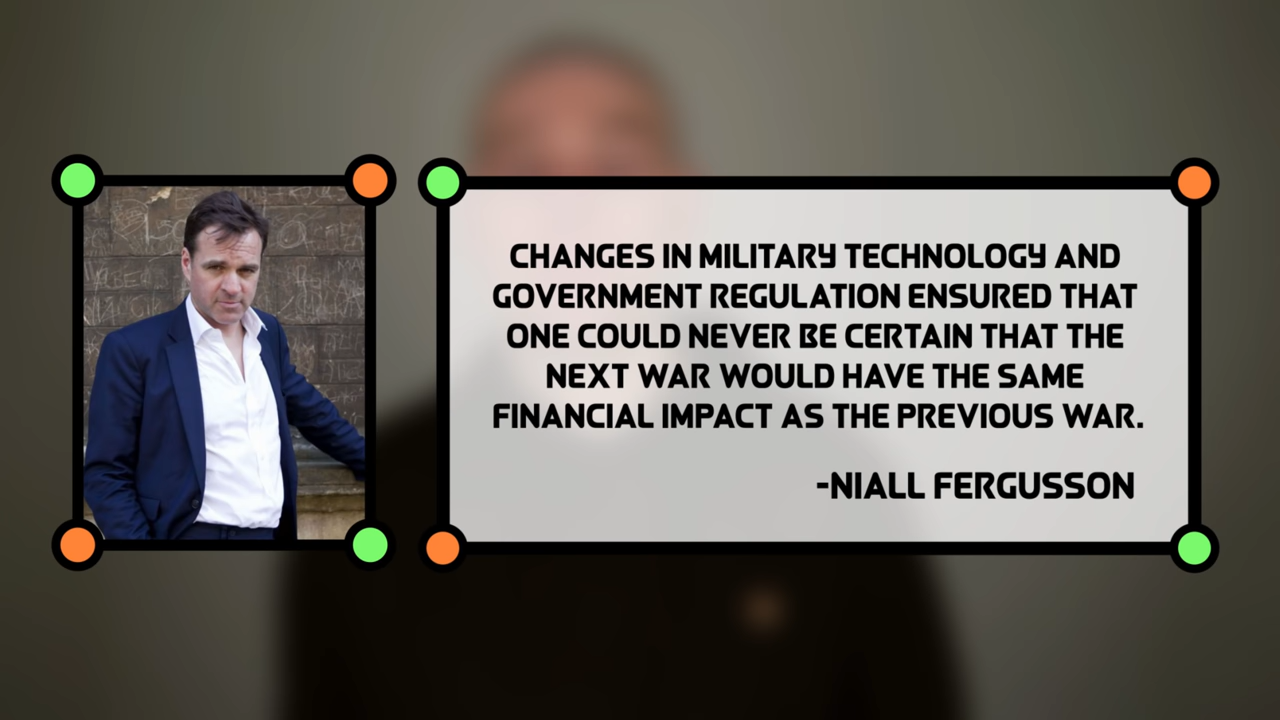 CHANGES IN MILITARY TECHNOLOGY AND
GOVERNMENT REGULATION ENSURED THAT
ONE COULD NEVER BE CERTAIN THAT THE
NEXT WAR WOULD HAVE THE SAME
FINANCIAL IMPACT AS THE PREVIOUS WAR.
-NIALL FERGUSSON